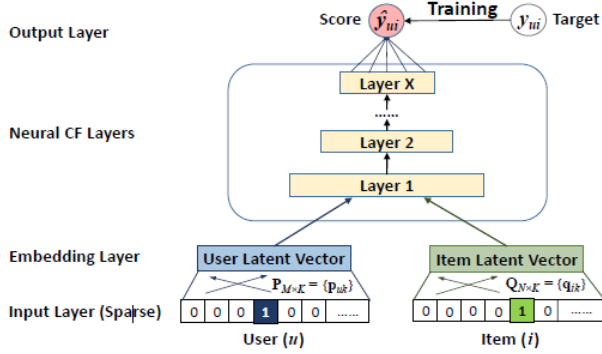 Output Layer
Score
ŷui
Training
yui
Target
Neural CF Layers
Layer X
......
Layer 2
Layer 1
Embedding Layer
User Latent Vector
Item Latent Vector
PM×K = {puk}
QN×K = {qik}
Input Layer (Sparse)
0 0 0 1 0 0 ......
0 0 0 0 1 0 ......
User (u)
Item (i)